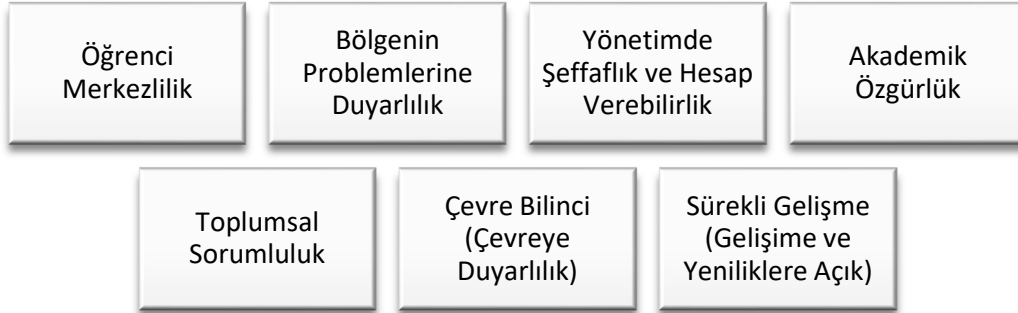 Öğrenci
Merkezlilik
Bölgenin
Problemlerine
Duyarlılık
Yönetimde
Şeffaflık ve Hesap
Verebilirlik
Akademik
Özgürlük
Toplumsal
Sorumluluk
Çevre Bilinci
(Çevreye
Duyarlılık)
Sürekli Gelişme
(Gelişime ve
Yeniliklere Açık)